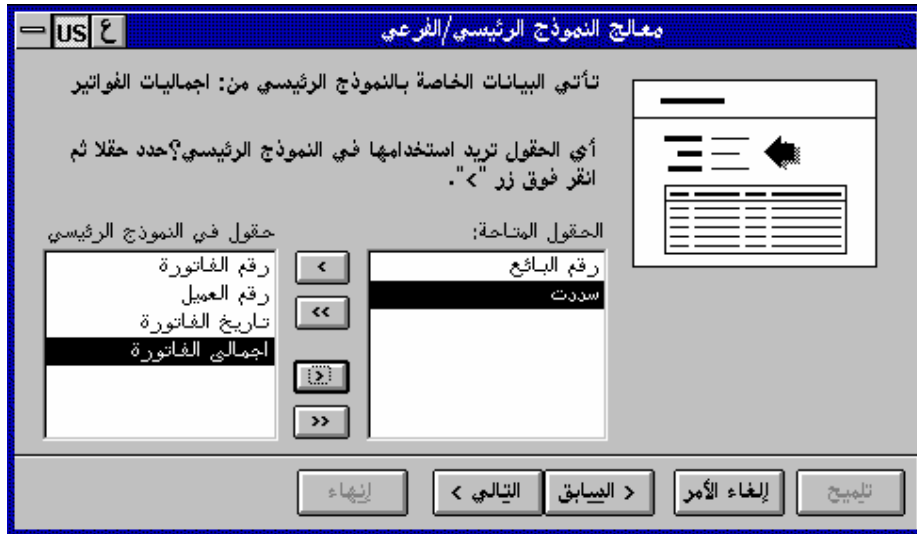 معالج النموذج الرئيسي/الفرعي
ع
US
تأتي البيانات الخاصة بالنموذج الرئيسي من: اجماليات الفواتير
أي الحقول تريد استخدامها في النموذج الرئيسي؟حدد حقلا ثم
انقر فوق زر ">".
الحقول المتاحة:
رقم البائع
سددت
<
<<
>
>>
حقول في النموذج الرئيسي
رقم الفاتورة
رقم العميل
تاريخ الفاتورة
اجمالى الفاتورة
تلميح
إلغاء الأمر
< السابق
التالي >
إنهاء